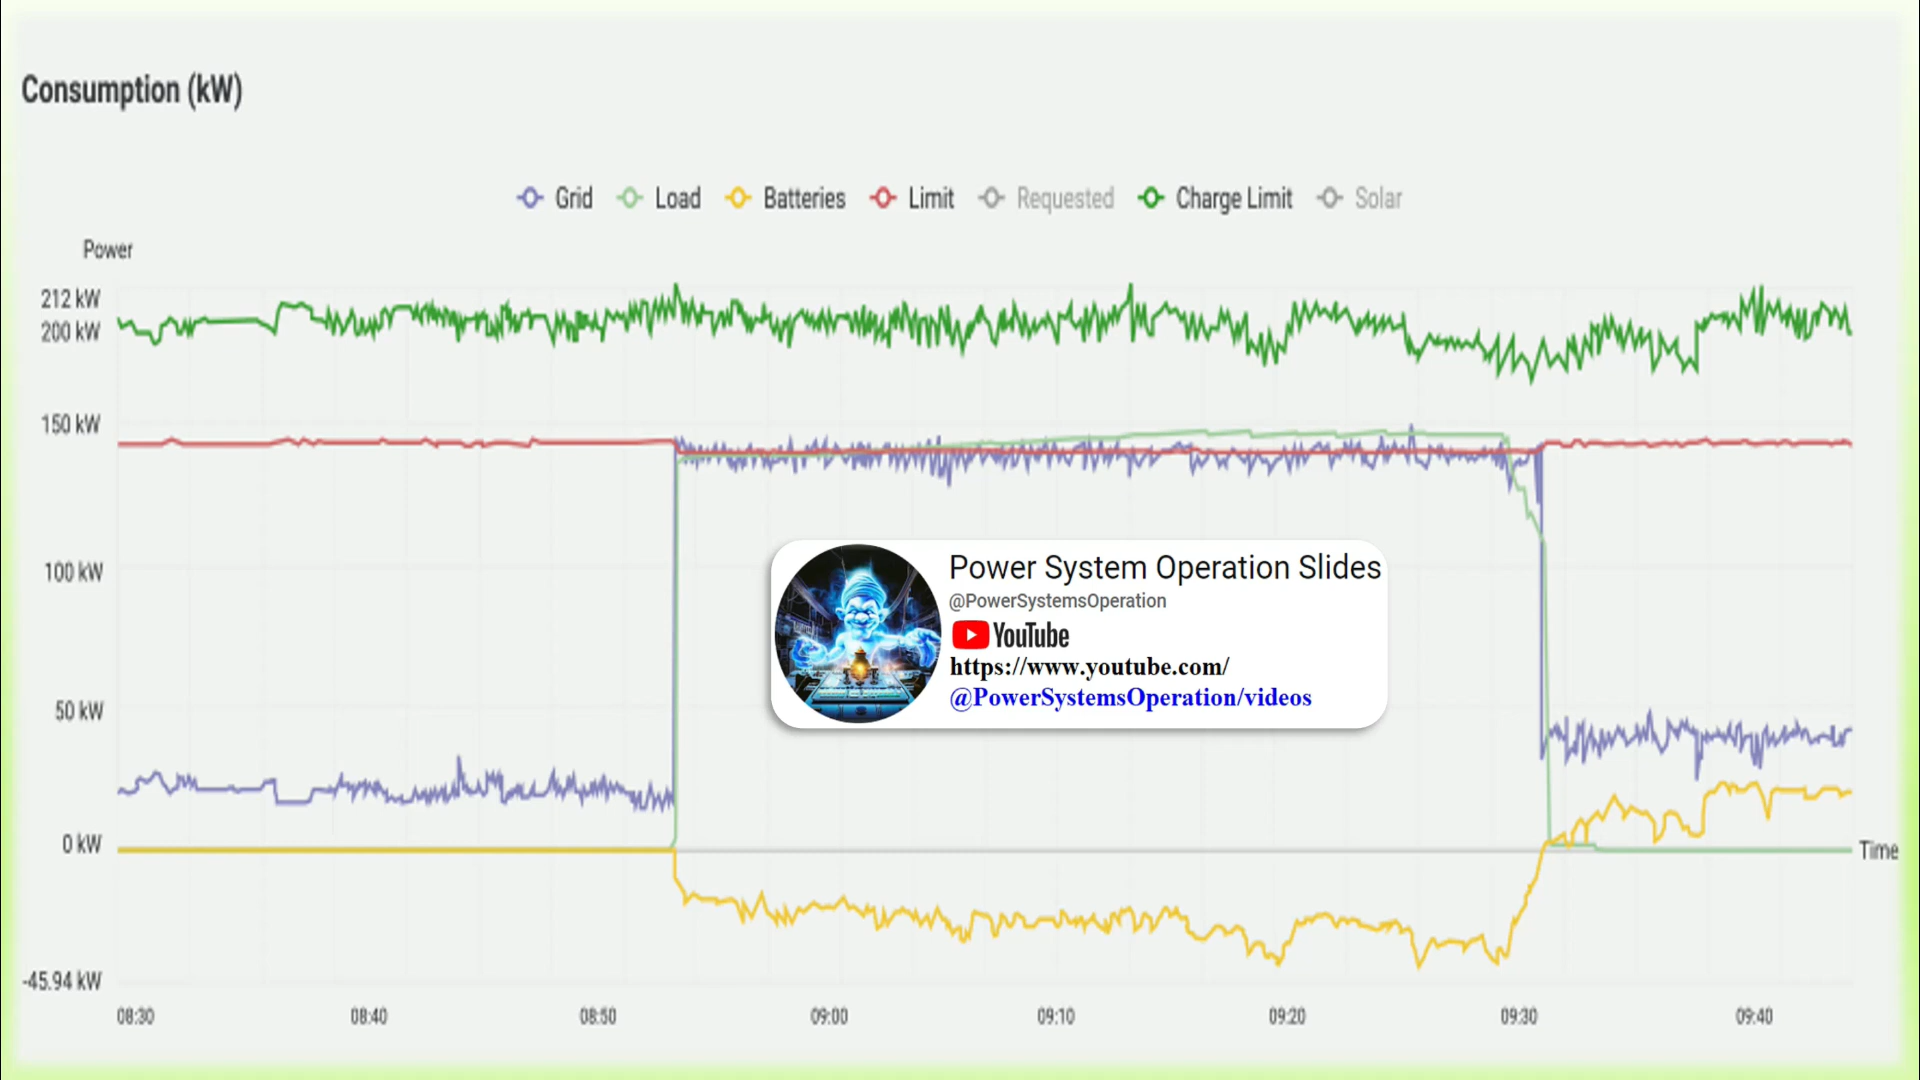 Consumption (kW)
Grid Load Batteries Limit Requested Charge Limit Solar
Power
212 kW
200 kW
150 kW
100 kW
50 kW
0 kW
-45.94 kW
Time
08:30 08:40 08:50 09:00 09:10 09:20 09:30 09:40
Power System Operation Slides
@PowerSystemsOperation
YouTube
https://www.youtube.com/
@PowerSystemsOperation/videos